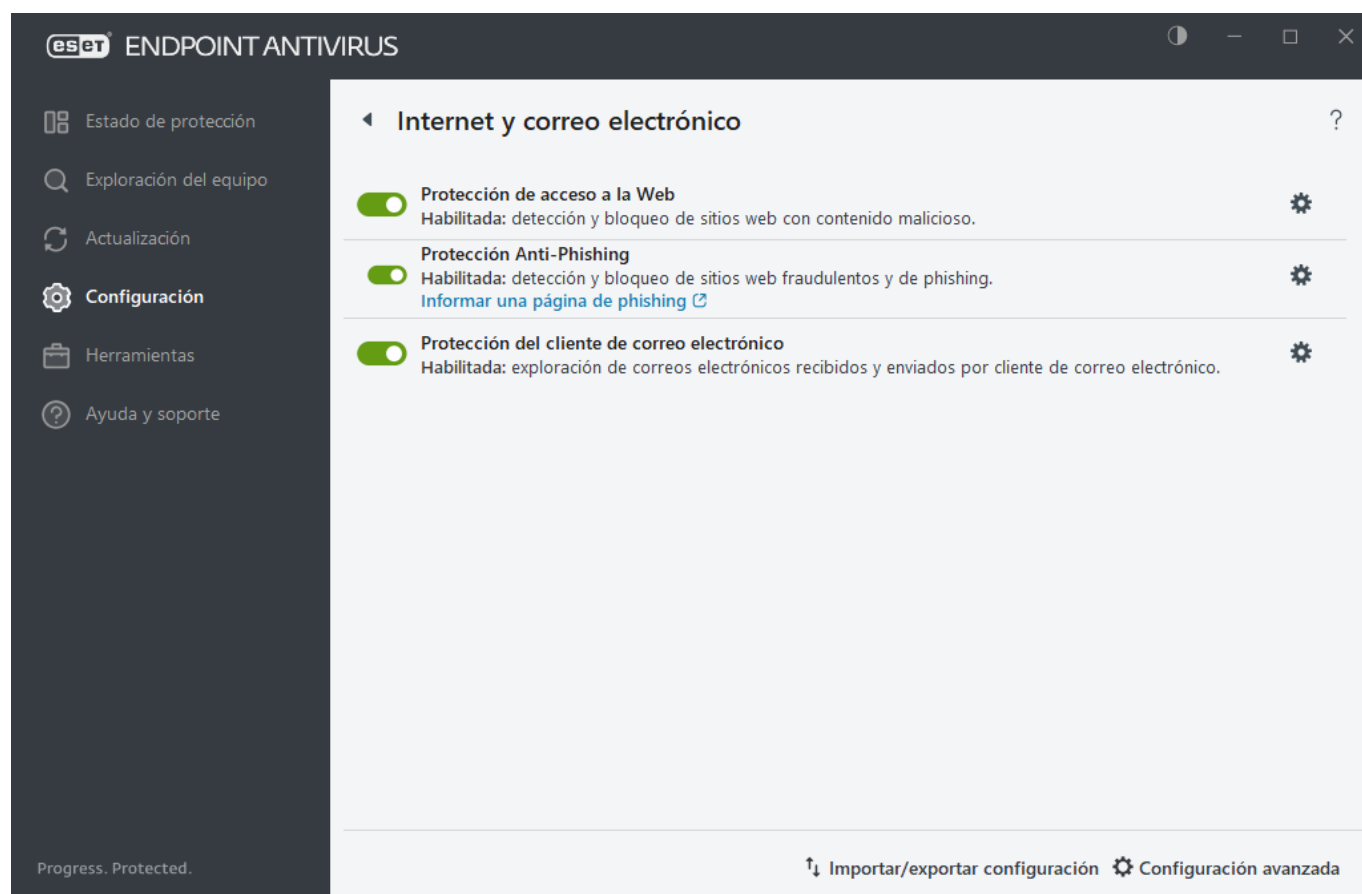 eset ENDPOINT ANTIVIRUS
Estado de protección
Exploración del equipo
Actualización
Configuración
Herramientas
Ayuda y soporte
Progress. Protected.
Internet y correo electrónico
?
Protección de acceso a la Web
Habilitada: detección y bloqueo de sitios web con contenido malicioso.
Protección Anti-Phishing
Habilitada: detección y bloqueo de sitios web fraudulentos y de phishing.
Informar una página de phishing
Protección del cliente de correo electrónico
Habilitada: exploración de correos electrónicos recibidos y enviados por cliente de correo electrónico.
Importar/exportar configuración Configuración avanzada